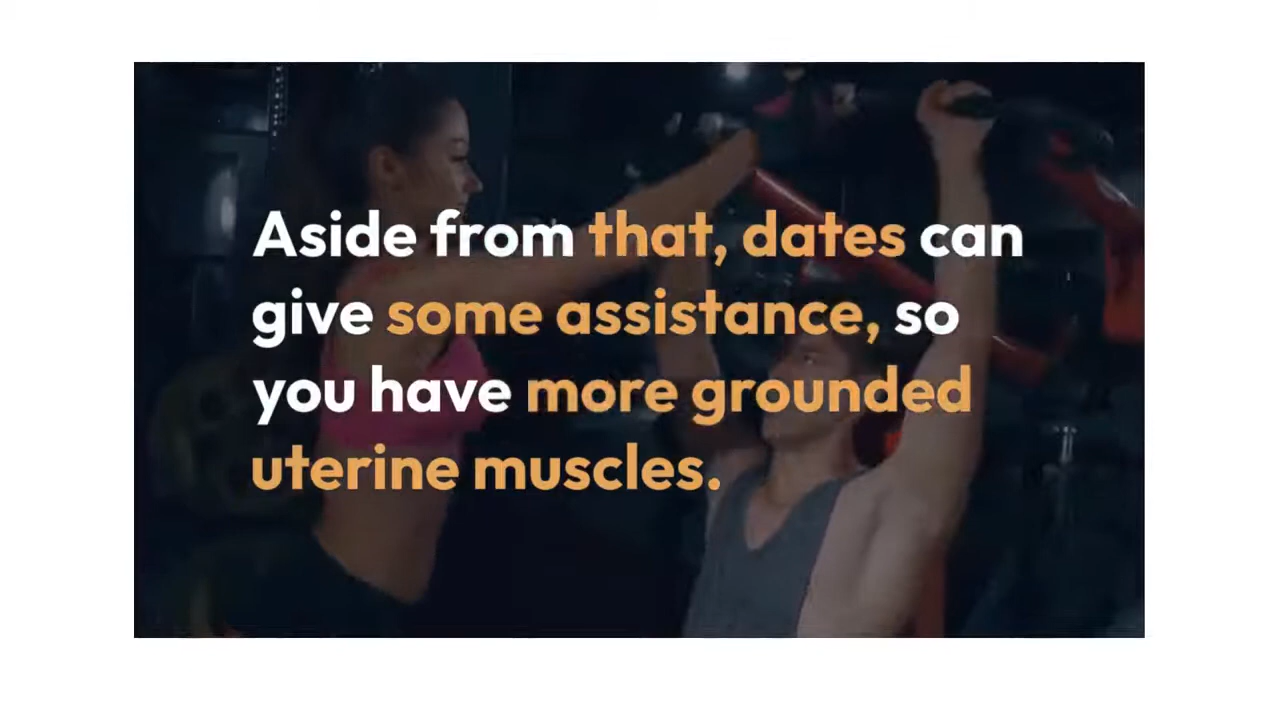 Aside from that, dates can
give some assistance, so
you have more grounded
uterine muscles.